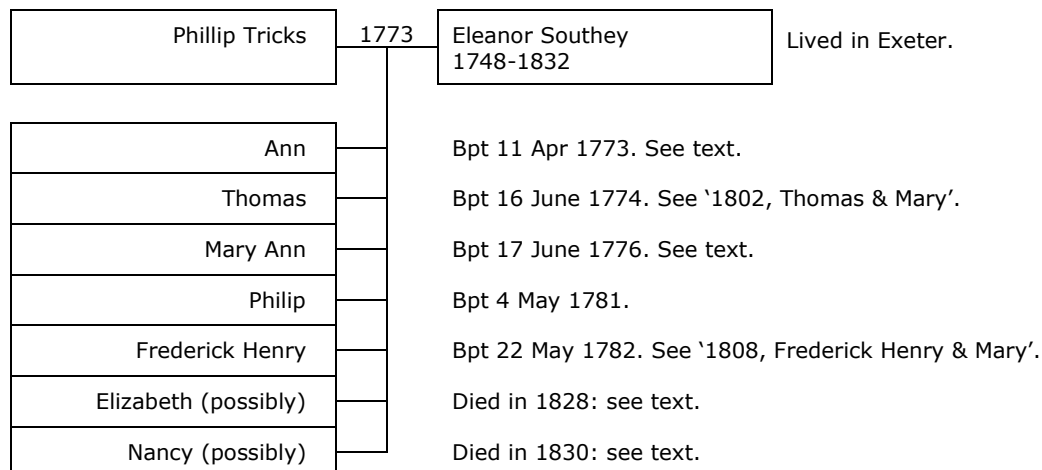 Phillip Tricks 1773 Eleanor Southey Lived in Exeter.
1748-1832
Ann Bpt 11 Apr 1773. See text.
Thomas Bpt 16 June 1774. See ‘1802, Thomas & Mary’.
Mary Ann Bpt 17 June 1776. See text.
Philip Bpt 4 May 1781.
Frederick Henry Bpt 22 May 1782. See ‘1808, Frederick Henry & Mary’.
Elizabeth (possibly) Died in 1828: see text.
Nancy (possibly) Died in 1830: see text.